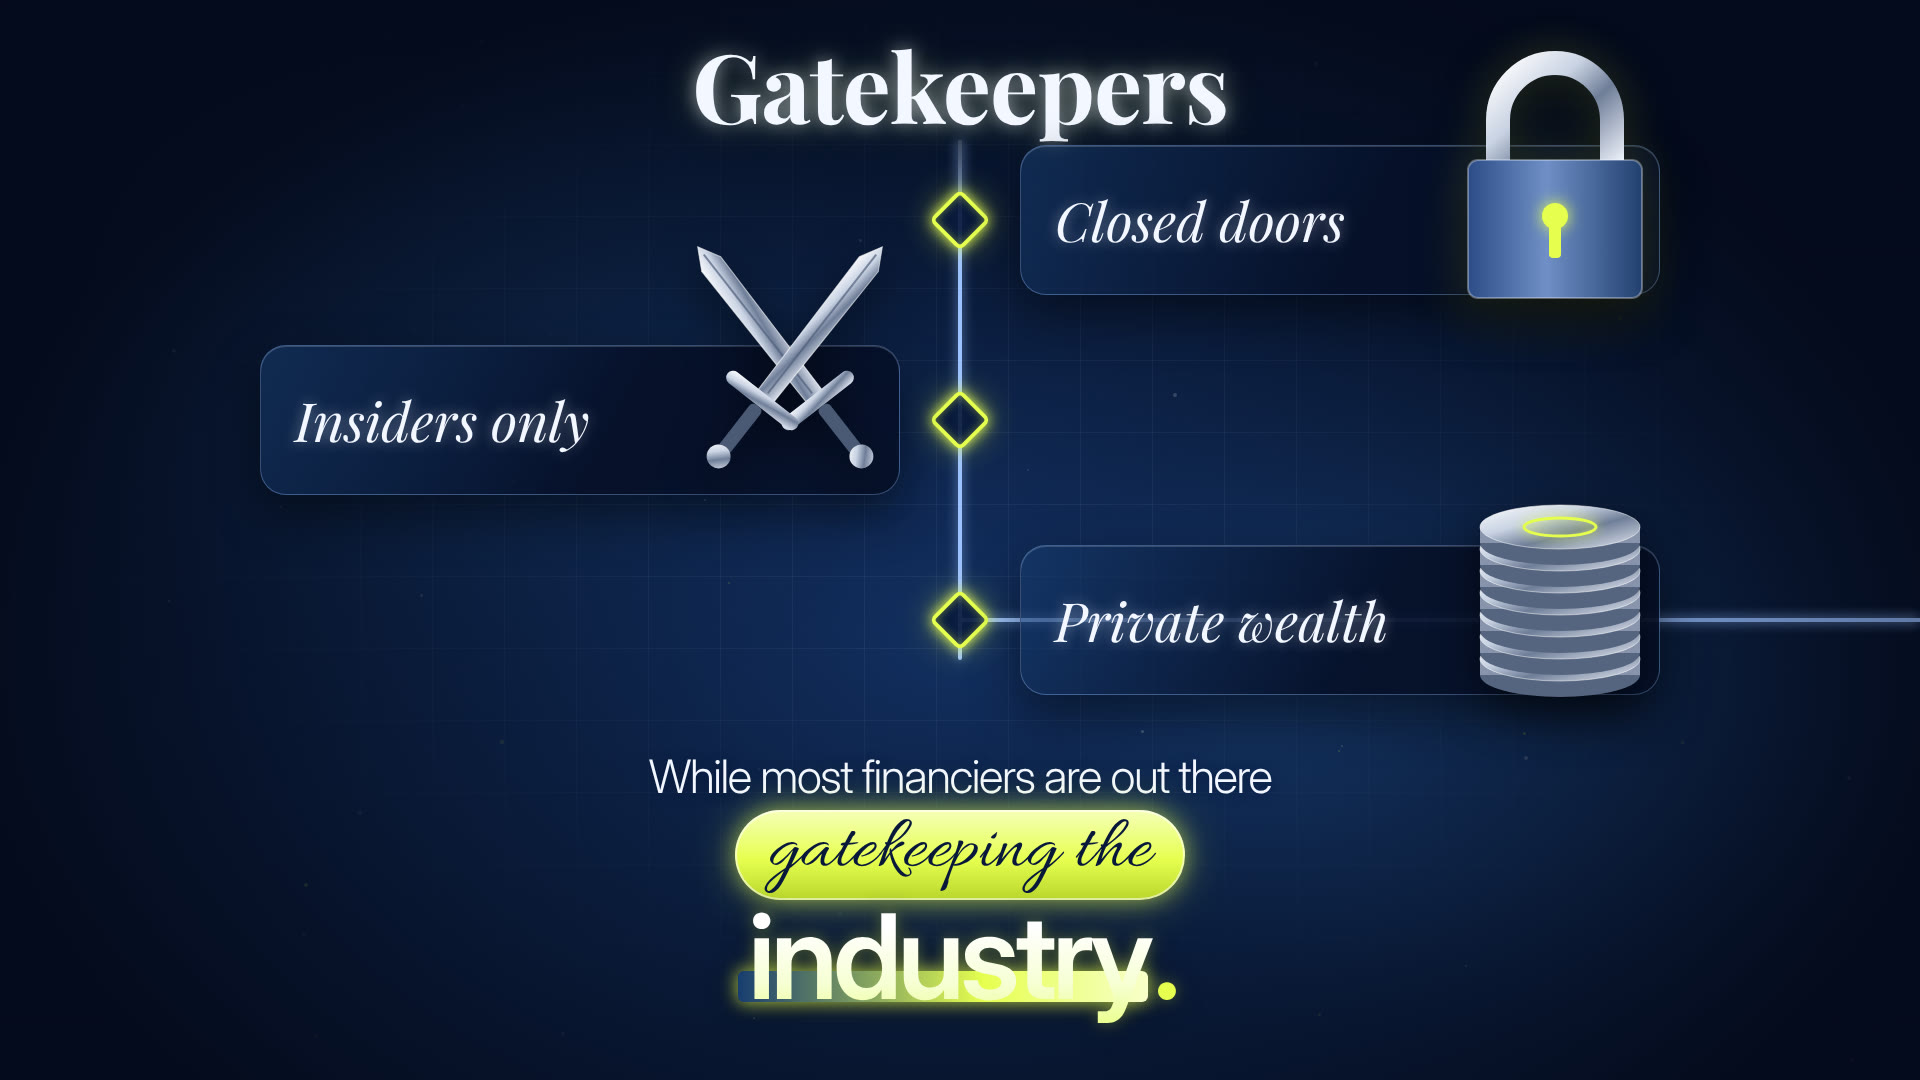 Gatekeepers
Closed doors
Insiders only
Private wealth
While most financiers are out there
gatekeeping the
industry.